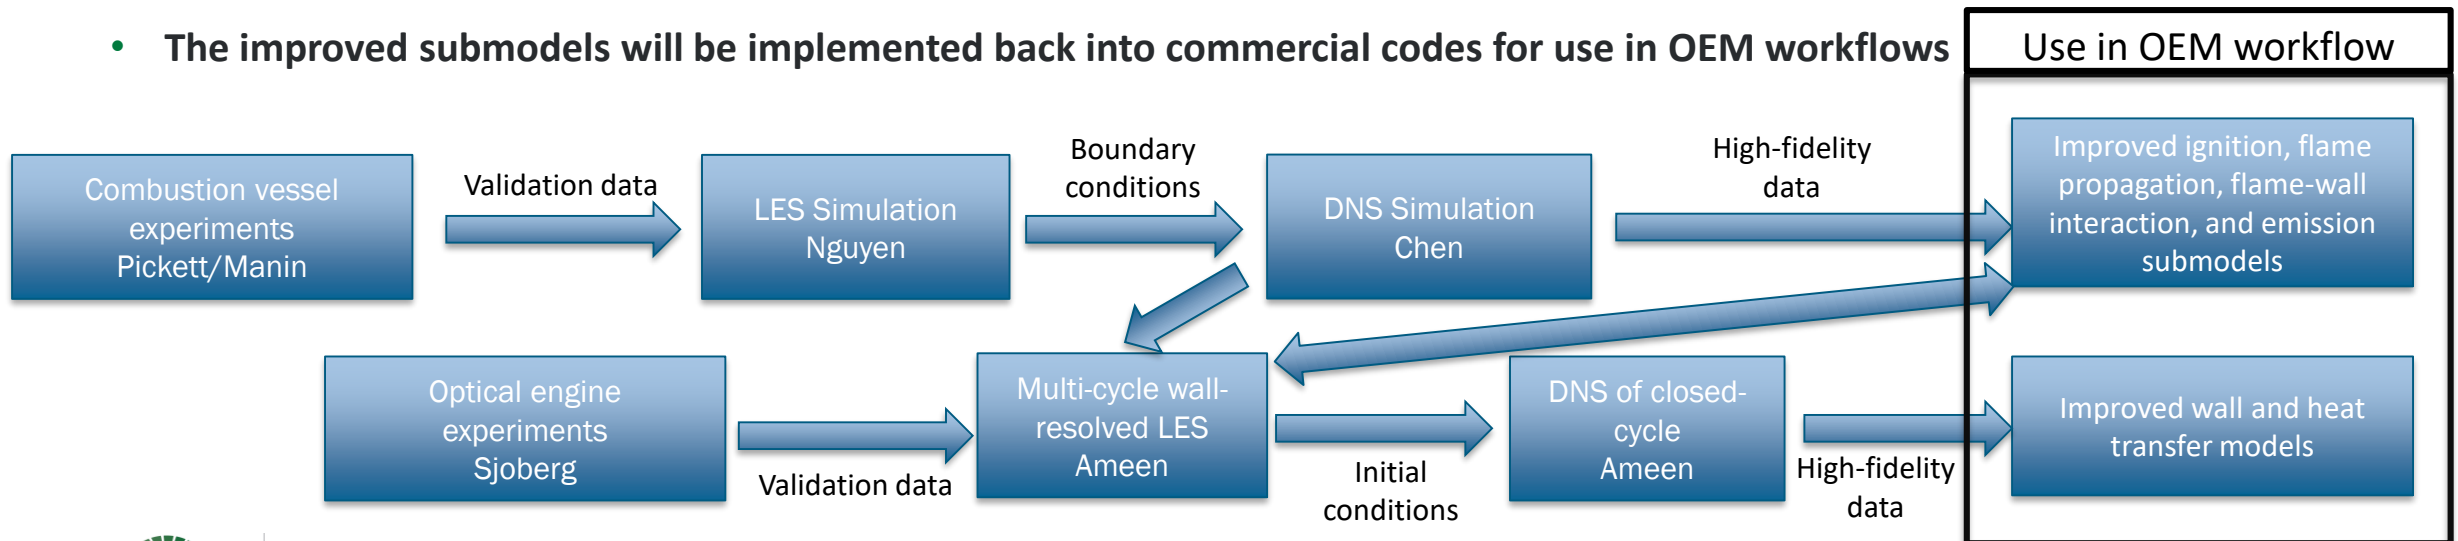 • The improved submodels will be implemented back into commercial codes for use in OEM workflows
Use in OEM workflow
Combustion vessel
experiments
Pickett/Manin
Validation data
LES Simulation
Nguyen
Boundary
conditions
DNS Simulation
Chen
High-fidelity
data
Improved ignition, flame
propagation, flame-wall
interaction, and emission
submodels
Optical engine
experiments
Sjoberg
Validation data
Multi-cycle wall-
resolved LES
Ameen
Initial
conditions
DNS of closed-
cycle
Ameen
High-fidelity
data
Improved wall and heat
transfer models